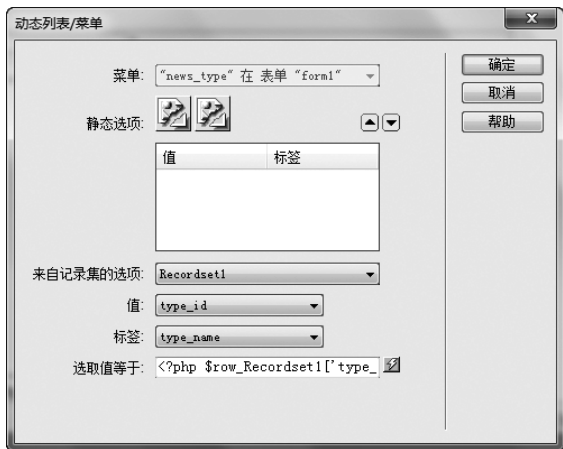 动态列表/菜单
菜单: "news_type" 在 表单 "form1"
确定
取消
帮助
静态选项:
值 标签
来自记录集的选项: Recordset1
值: type_id
标签: type_name
选取值等于: <?php $row_Recordset1['type_